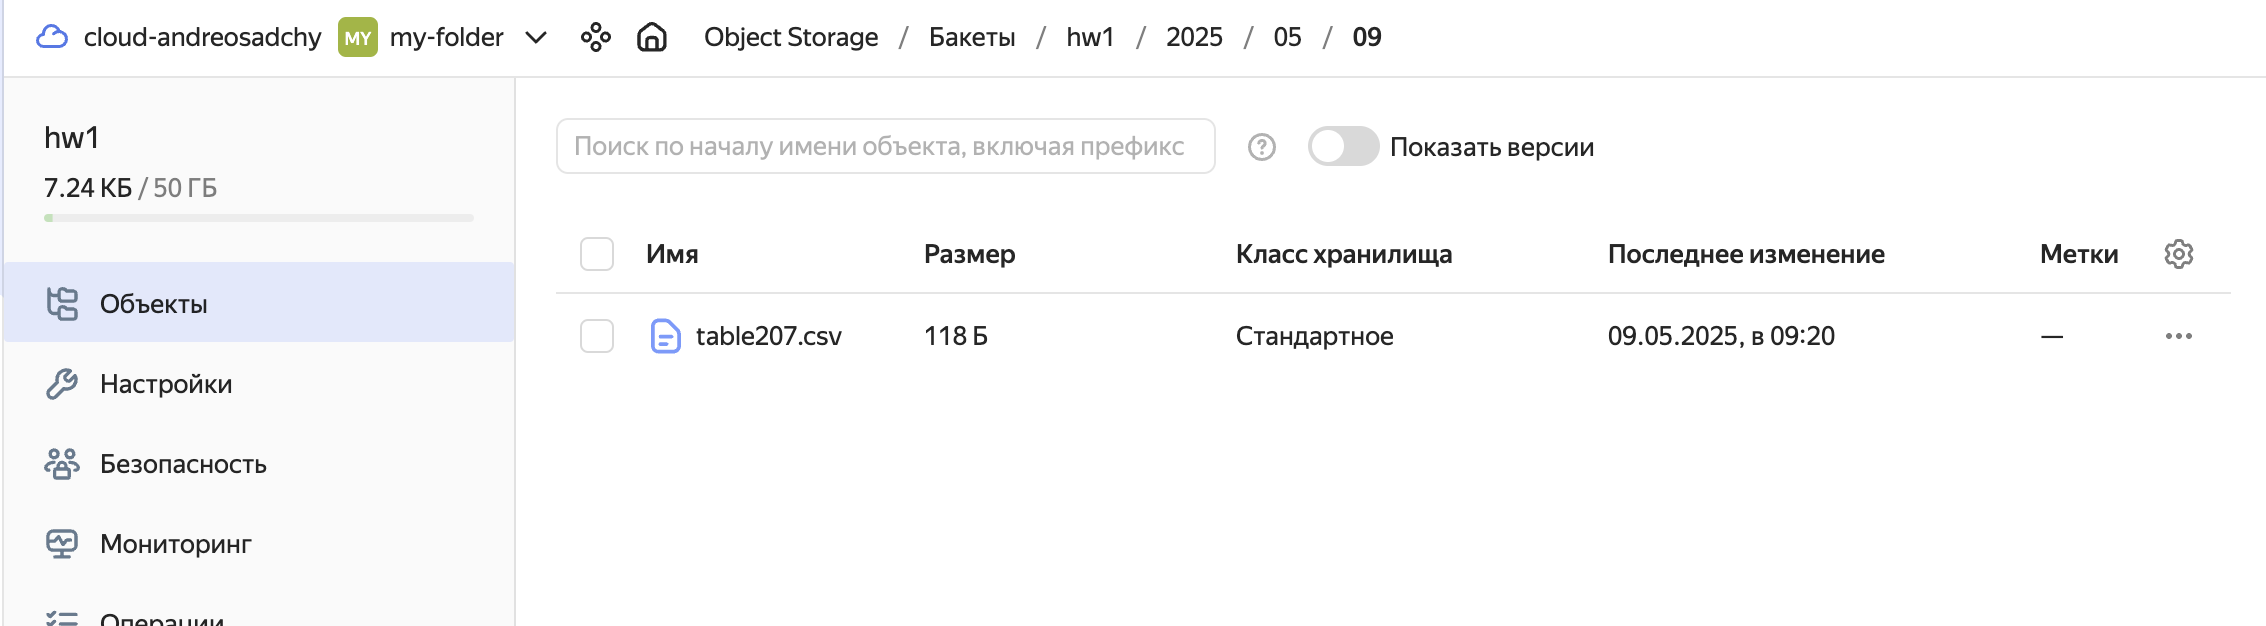 cloud-andreosadchy MY my-folder Object Storage / Бакеты / hw1 / 2025 / 05 / 09
hw1
7.24 КБ / 50 ГБ
Объекты
Настройки
Безопасность
Мониторинг
Операции
Поиск по началу имени объекта, включая префикс ? Показать версии
Имя Размер Класс хранилища Последнее изменение Метки
table207.csv 118 Б Стандартное 09.05.2025, в 09:20 —